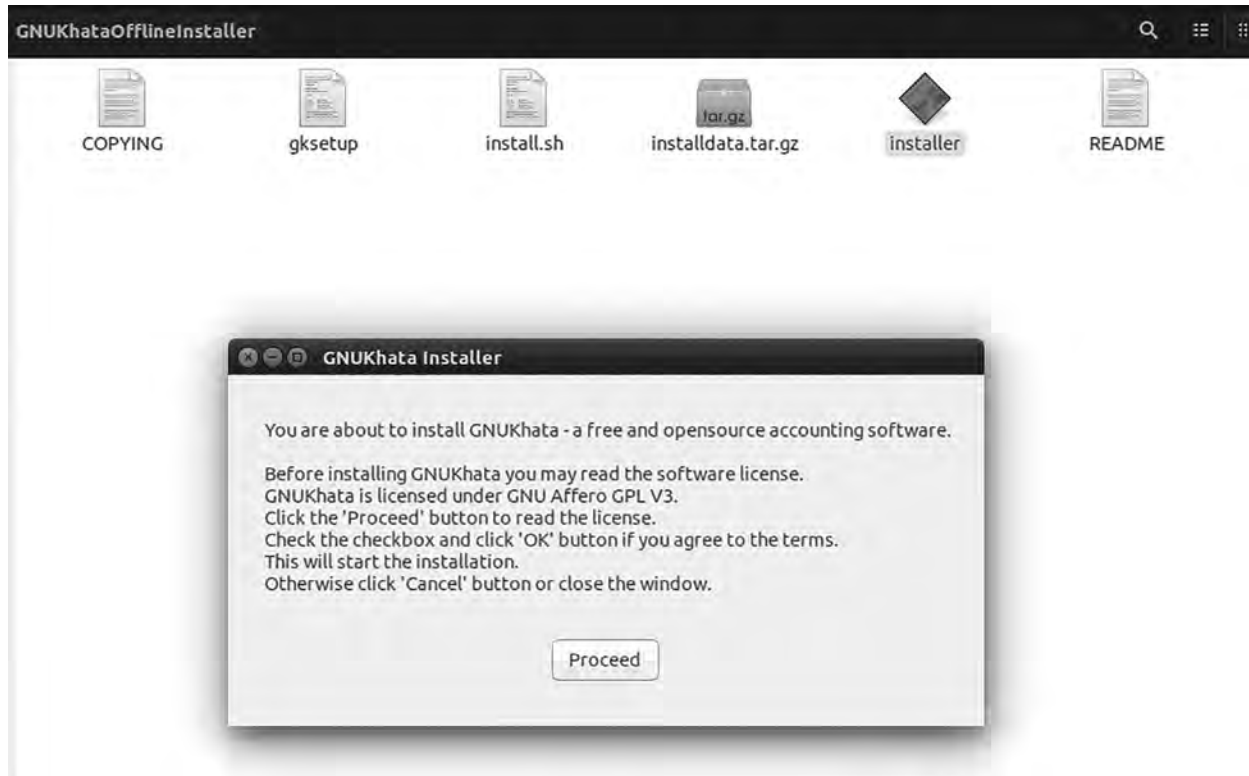 GNUKhataOfflineInstaller
tar.gz
COPYING gksetup install.sh installdata.tar.gz installer README
GNUKhata Installer
You are about to install GNUKhata - a free and opensource accounting software.
Before installing GNUKhata you may read the software license.
GNUKhata is licensed under GNU Affero GPL V3.
Click the 'Proceed' button to read the license.
Check the checkbox and click 'OK' button if you agree to the terms.
This will start the installation.
Otherwise click 'Cancel' button or close the window.
Proceed